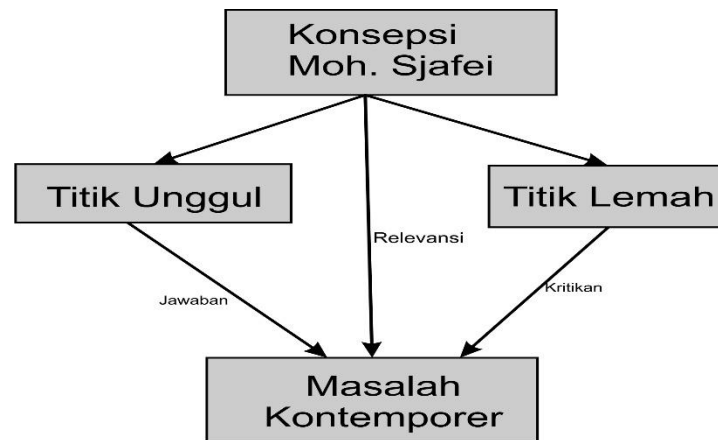 Konsepsi
Moh. Sjafei
Titik Unggul
Titik Lemah
Relevansi
Jawaban
Kritikan
Masalah
Kontemporer